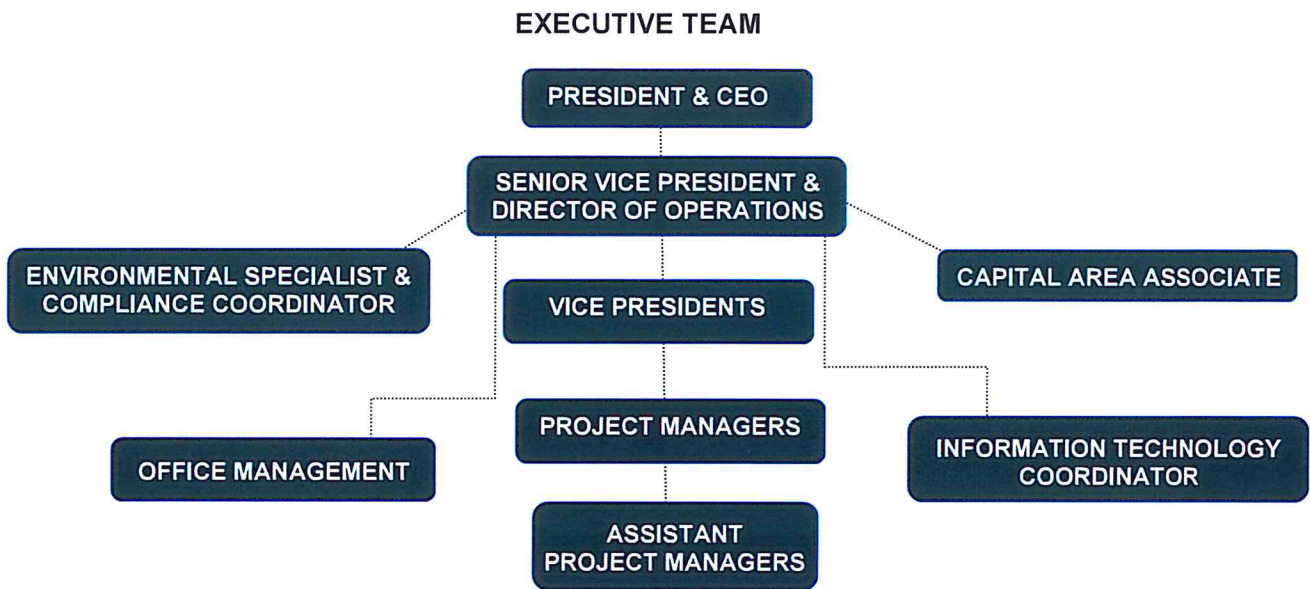 EXECUTIVE TEAM
PRESIDENT & CEO
SENIOR VICE PRESIDENT &
DIRECTOR OF OPERATIONS
ENVIRONMENTAL SPECIALIST &
COMPLIANCE COORDINATOR
CAPITAL AREA ASSOCIATE
VICE PRESIDENTS
PROJECT MANAGERS
OFFICE MANAGEMENT
INFORMATION TECHNOLOGY
COORDINATOR
ASSISTANT
PROJECT MANAGERS